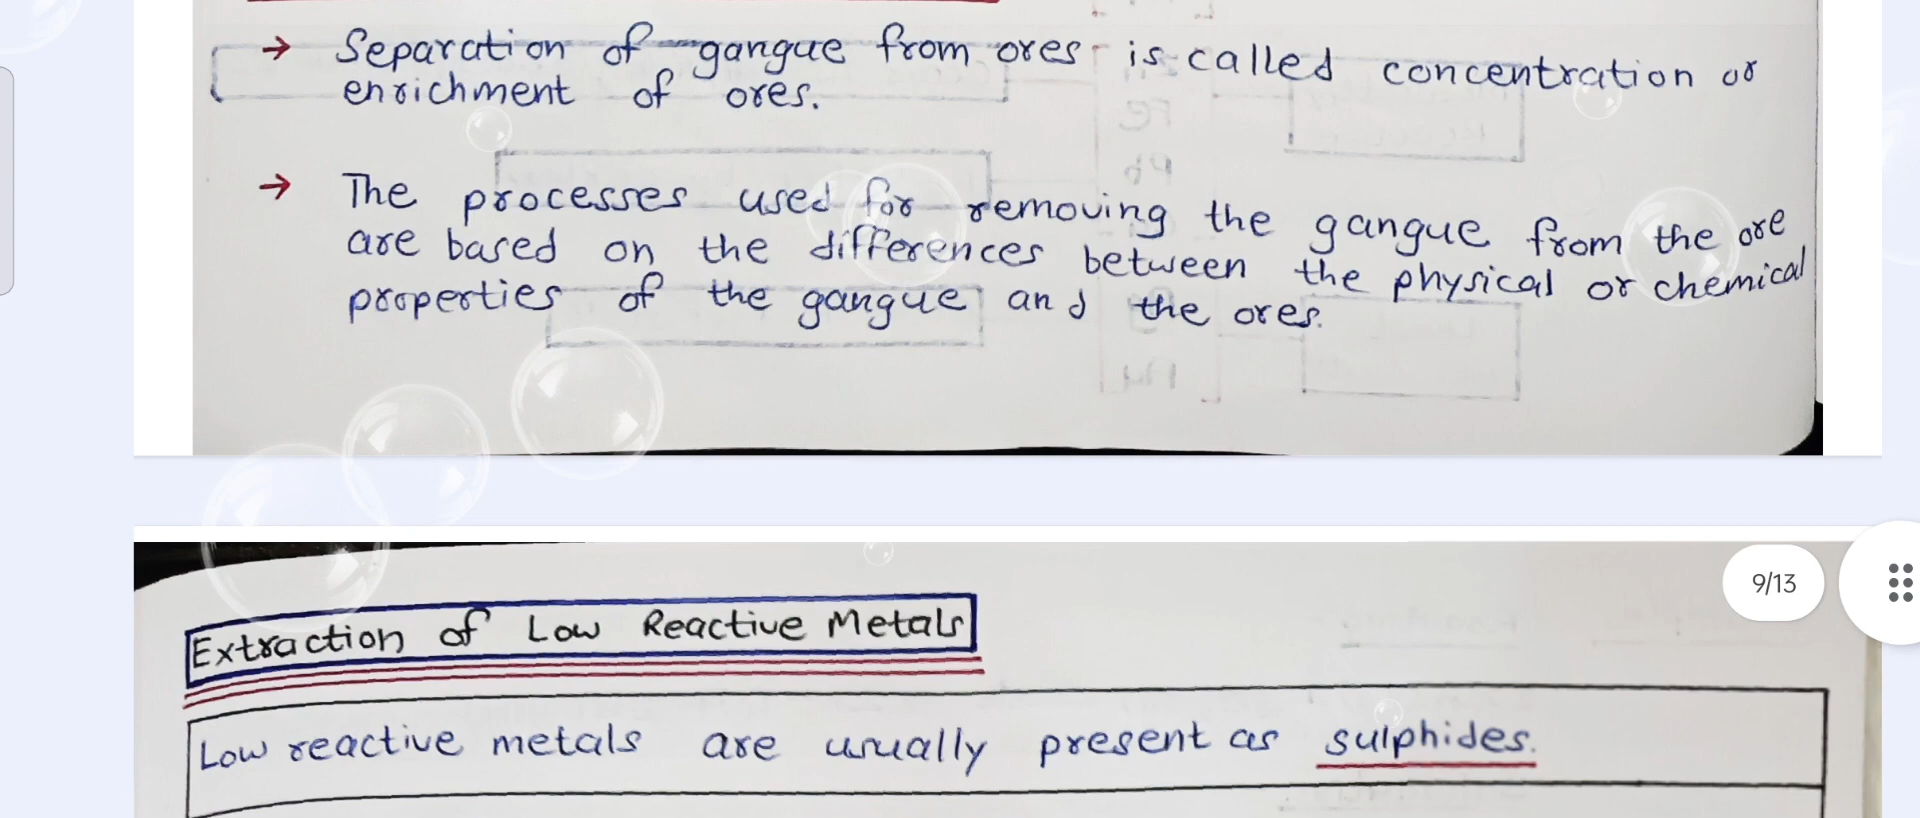 → Separation of gangue from ores is called concentration or
enrichment of ores.
→ The processes used for removing the gangue from the ore
are based on the differences between the physical or chemical
properties of the gangue and the ores.
9/13
Extraction of Low Reactive Metals
Low reactive metals are usually present as sulphides.